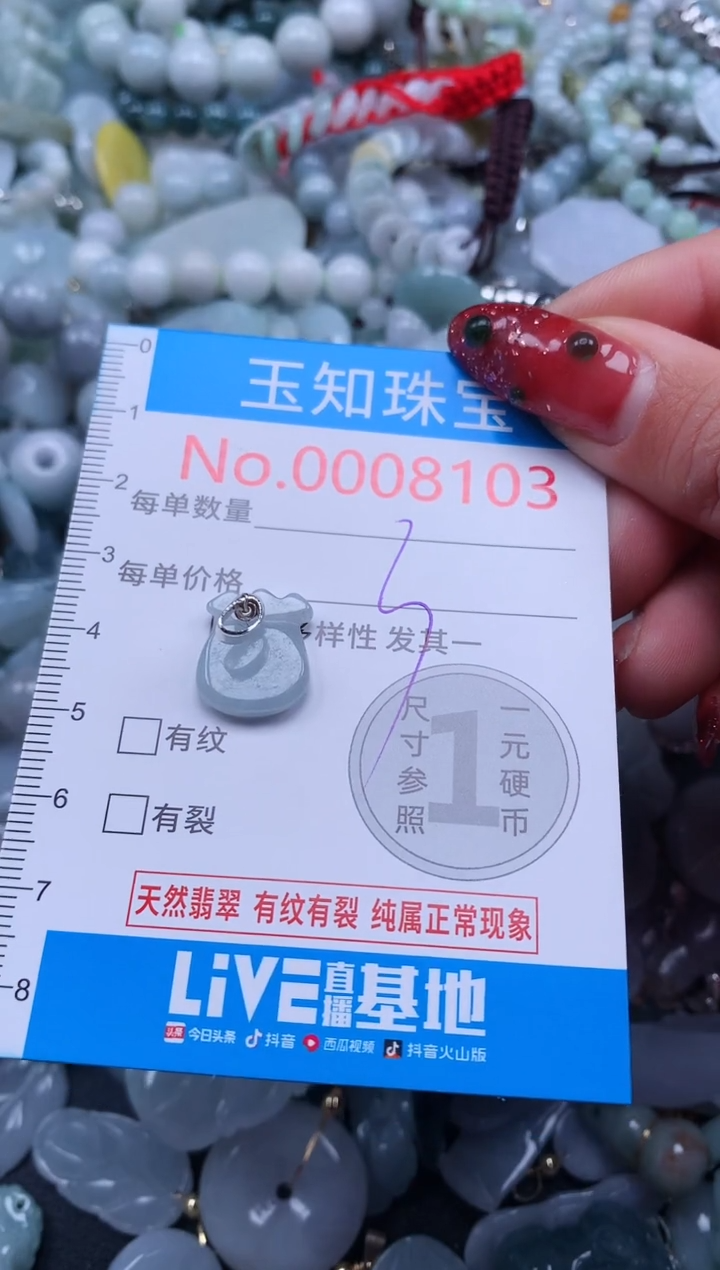 玉知珠宝
No.0008103
每单数量
每单价格
样性 发其一
有纹
有裂
尺寸参照
1
一元硬币
天然翡翠 有纹有裂 纯属正常现象
LiVE直播基地
头条 今日头条 抖音 西瓜视频 抖音火山版
0
1
2
3
4
5
6
7
8